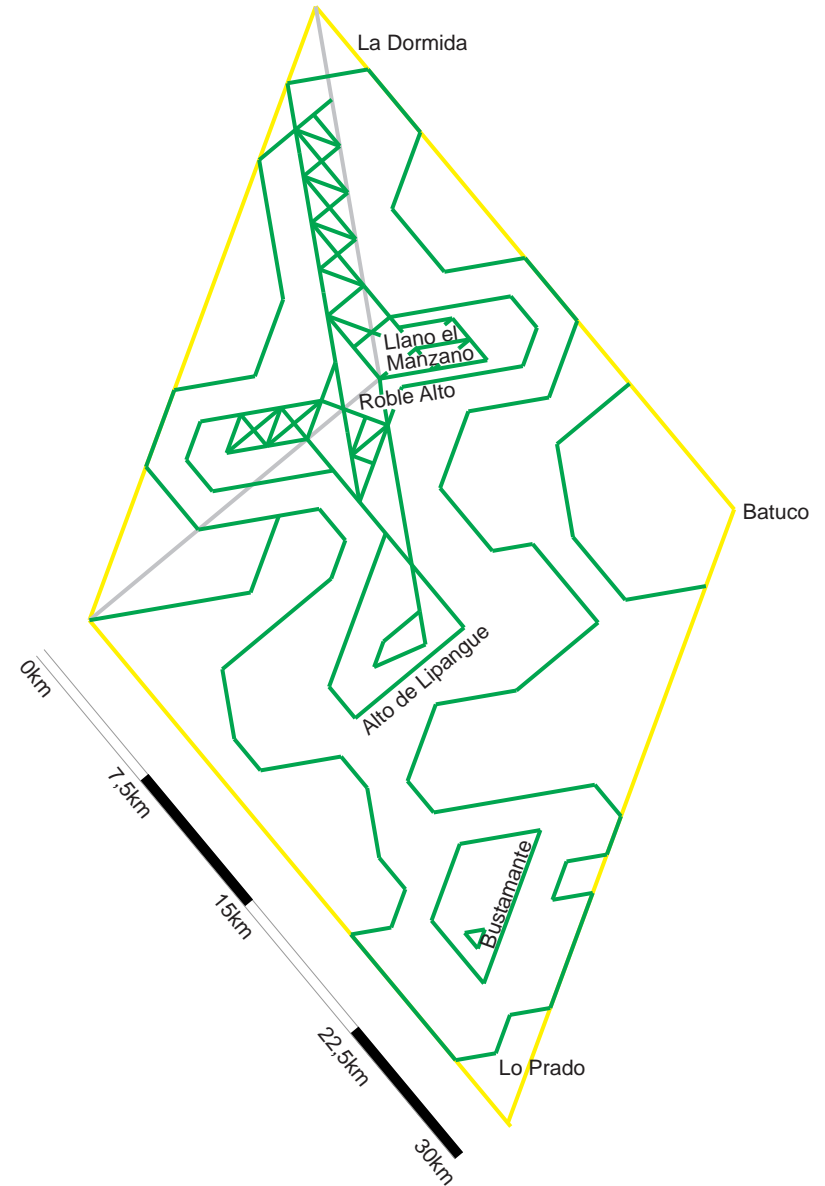 La Dormida
Llano el
Manzano
Roble Alto
Batuco
Alto de Lipangue
0km
7,5km
15km
Bustamante
22,5km
Lo Prado
30km